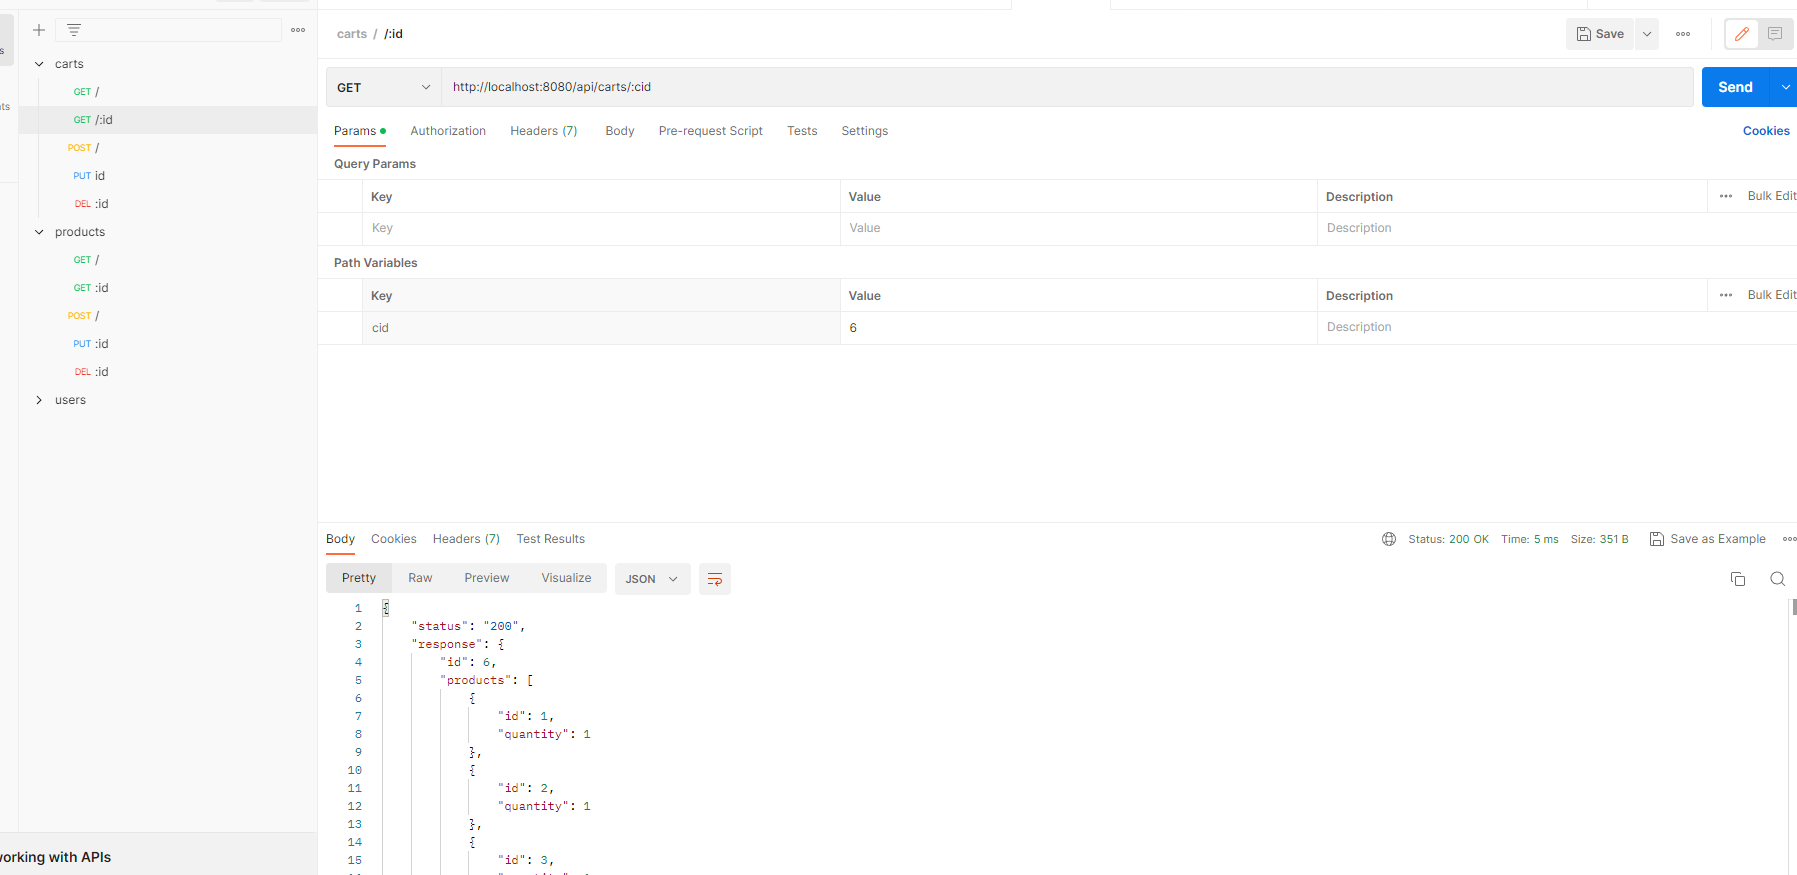 carts / /:id
Save
s
carts
GET http://localhost:8080/api/carts/:cid Send
GET /
ts
GET /:id
POST /
PUT id
DEL :id
products
GET /
GET :id
POST /
PUT :id
DEL :id
users
Params Authorization Headers (7) Body Pre-request Script Tests Settings Cookies
Query Params
Key Value Description Bulk Edit
Key Value Description
Path Variables
Key Value Description Bulk Edit
cid 6 Description
Body Cookies Headers (7) Test Results Status: 200 OK Time: 5 ms Size: 351 B Save as Example
Pretty Raw Preview Visualize JSON
1 {
2 "status": "200",
3 "response": {
4 "id": 6,
5 "products": [
6 {
7 "id": 1,
8 "quantity": 1
9 },
10 {
11 "id": 2,
12 "quantity": 1
13 },
14 {
15 "id": 3,
working with APIs